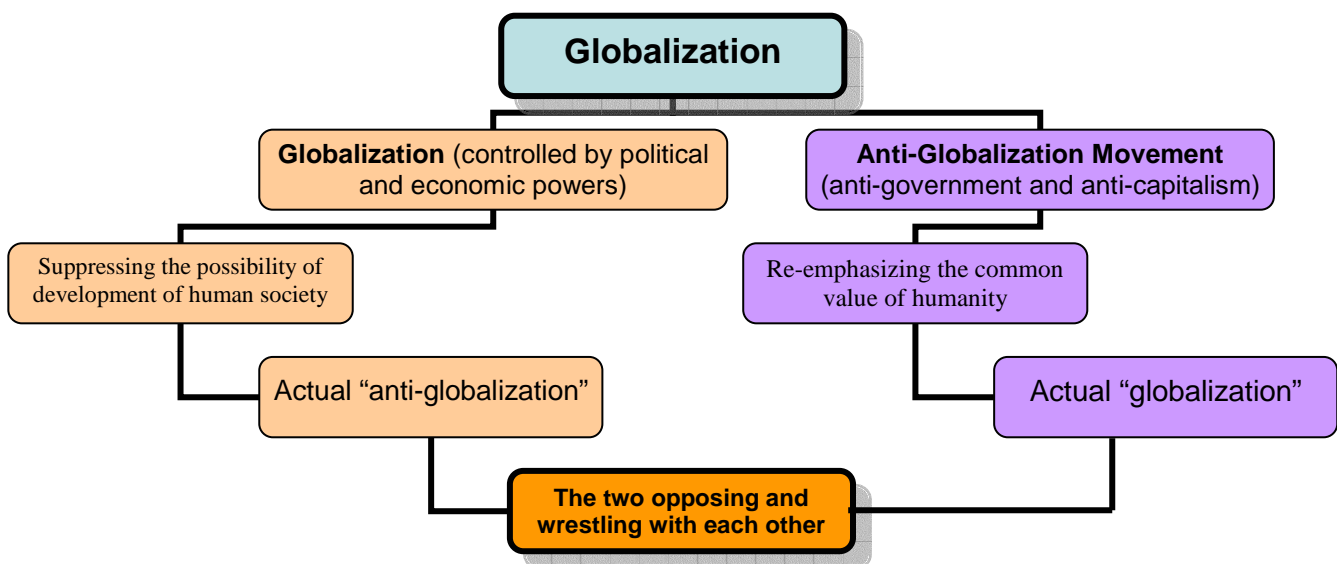 Globalization
Globalization (controlled by political
and economic powers)
Anti-Globalization Movement
(anti-government and anti-capitalism)
Suppressing the possibility of
development of human society
Re-emphasizing the common
value of humanity
Actual “anti-globalization”
Actual “globalization”
The two opposing and
wrestling with each other